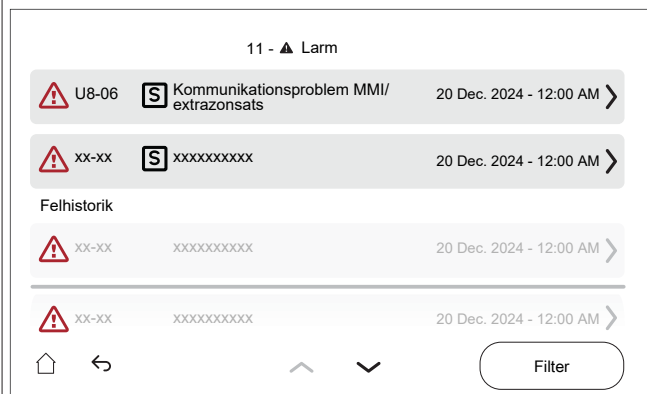 11 - Larm
U8-06 S Kommunikationsproblem MMI/
extrazonsats
20 Dec. 2024 - 12:00 AM
xx-xx S xxxxxxxxxx 20 Dec. 2024 - 12:00 AM
Felhistorik
xx-xx xxxxxxxxxx 20 Dec. 2024 - 12:00 AM
xx-xx xxxxxxxxxx 20 Dec. 2024 - 12:00 AM
Filter